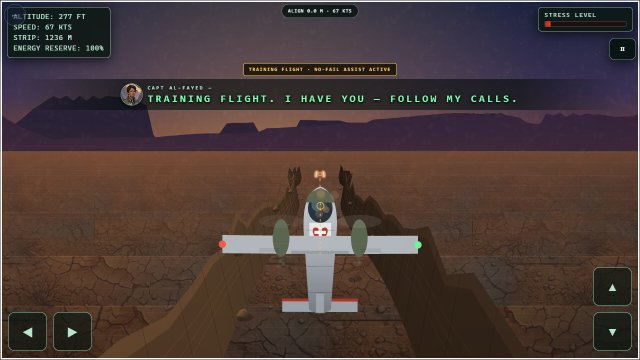 ALTITUDE: 277 FT
SPEED: 67 KTS
STRIP: 1236 M
ENERGY RESERVE: 100%
ALIGN 0.0 M · 67 KTS
STRESS LEVEL
TRAINING FLIGHT · NO-FAIL ASSIST ACTIVE
CAPT AL-FAYED —
TRAINING FLIGHT. I HAVE YOU — FOLLOW MY CALLS.